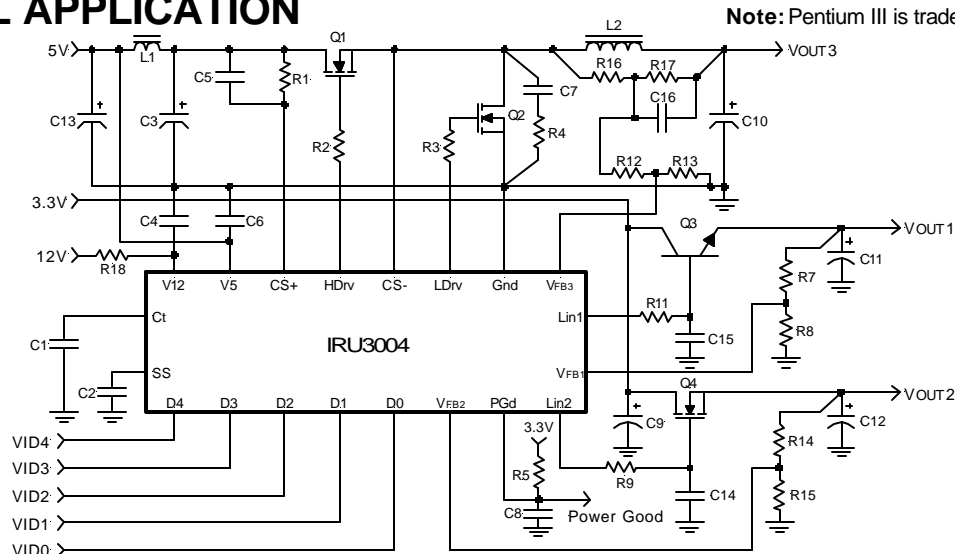 L APPLICATION
Note: Pentium III is trade
5V
L1
Q1
L2
VOUT3
C5
R1
R16
R17
C7
C16
C13
C3
Q2
C10
R2
R3
R4
R12
R13
3.3V
C4
C6
Q3
VOUT1
12V
R18
C11
R7
V12
V5
CS+
HDrv
CS-
LDrv
Gnd
VFB3
R11
Ct
Lin1
R8
C1
IRU3004
C15
SS
VFB1
C2
Q4
VOUT2
D4
D3
D2
D1
D0
VFB2
PGd
Lin2
3.3V
C9
C12
R14
VID4
VID3
R5
R9
VID2
C14
R15
C8
Power Good
VID1
VID0